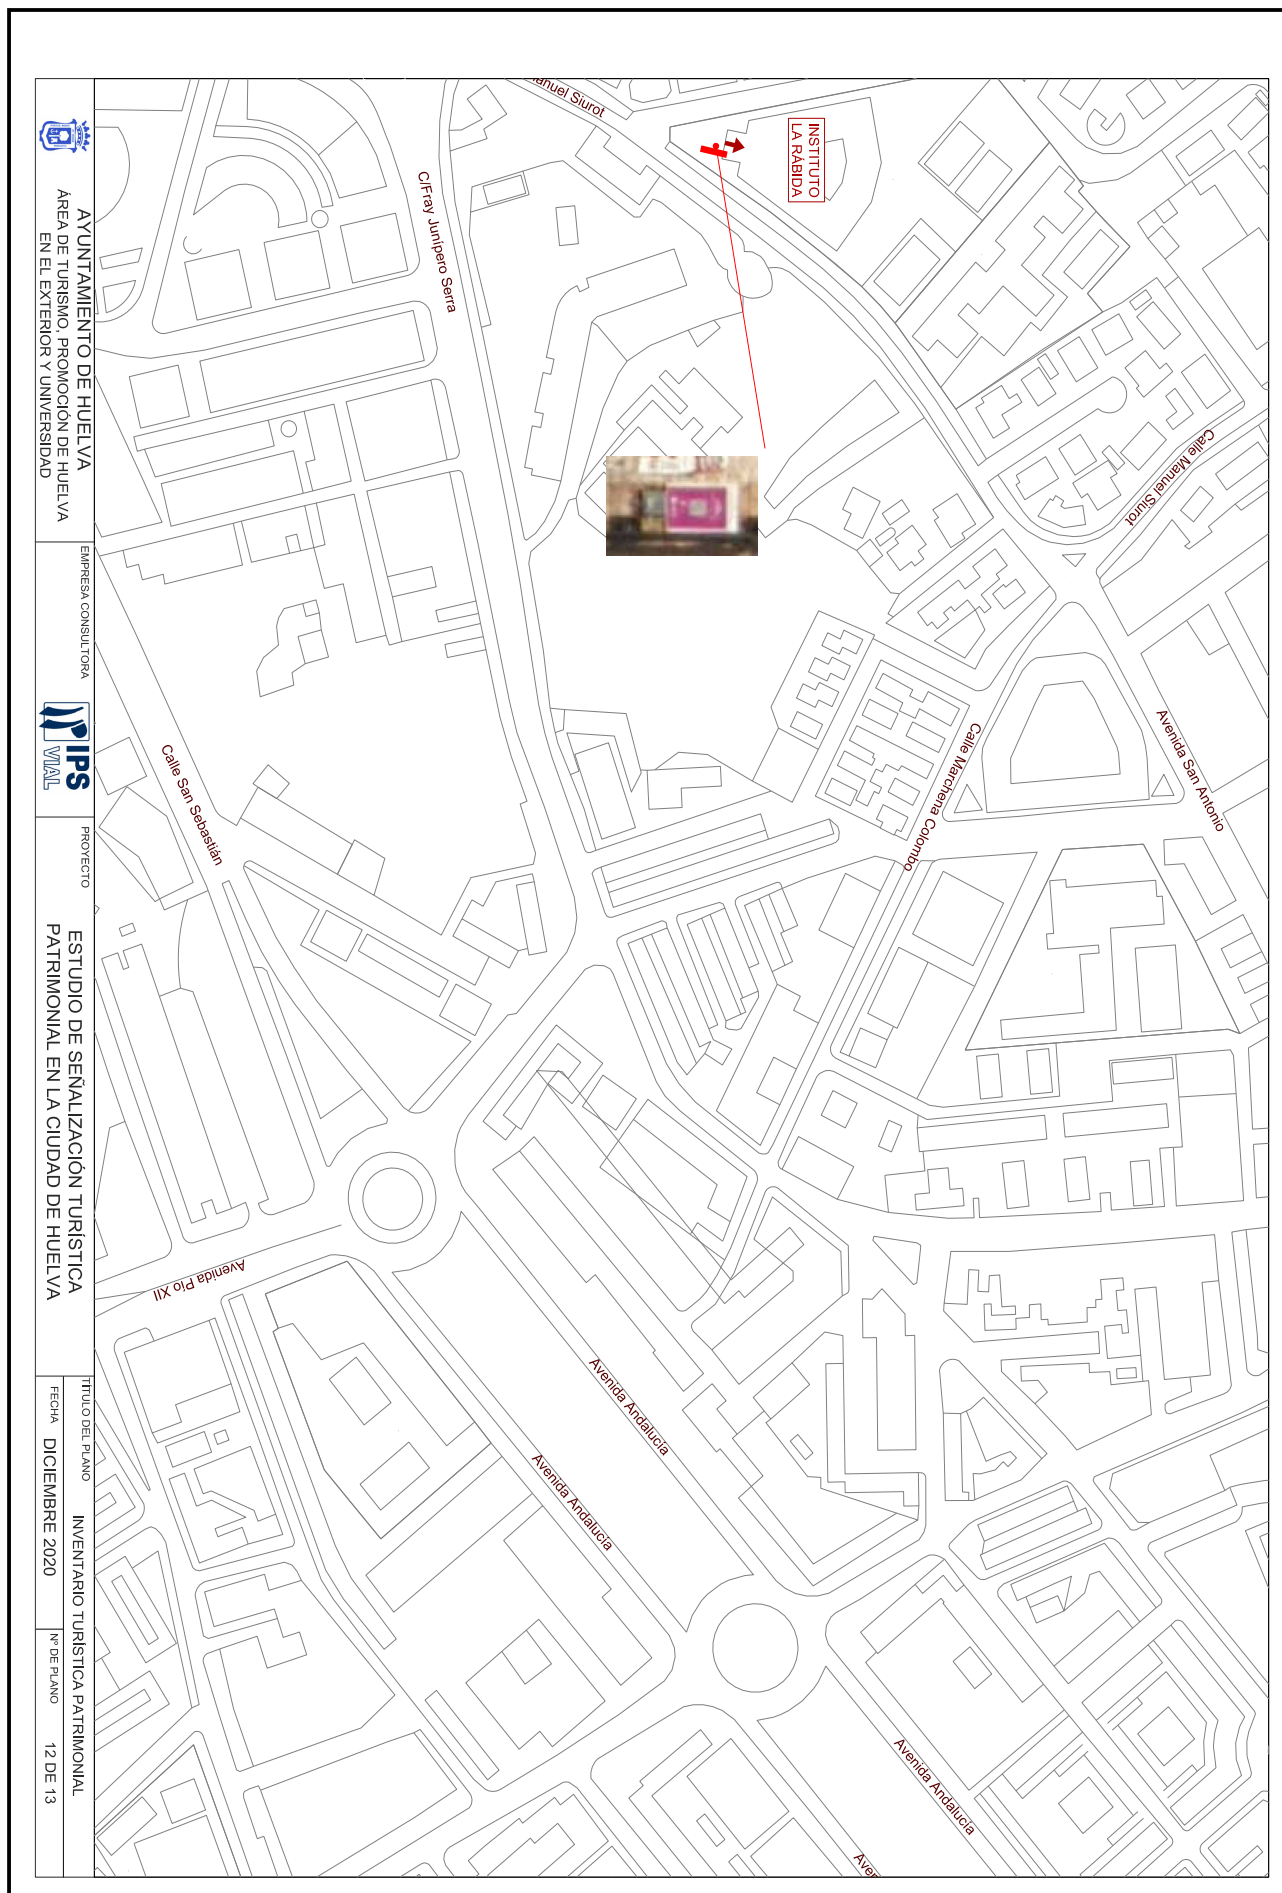 AYUNTAMIENTO DE HUELVA
ÁREA DE TURISMO, PROMOCIÓN DE HUELVA
EN EL EXTERIOR Y UNIVERSIDAD
EMPRESA CONSULTORA
IPS
VIAL
PROYECTO
ESTUDIO DE SEÑALIZACIÓN TURÍSTICA
PATRIMONIAL EN LA CIUDAD DE HUELVA
TITULO DEL PLANO
INVENTARIO TURÍSTICA PATRIMONIAL
FECHA
DICIEMBRE 2020
Nº DE PLANO
12 DE 13
INSTITUTO
LA RÁBIDA
anuel Siurot
C/Fray Junípero Serra
Calle Manuel Siurot
Avenida San Antonio
Calle Marchena Colombo
Calle San Sebastián
Avenida Pío XII
Avenida Andalucía
Avenida Andalucía
Avenida Andalucía
Aver